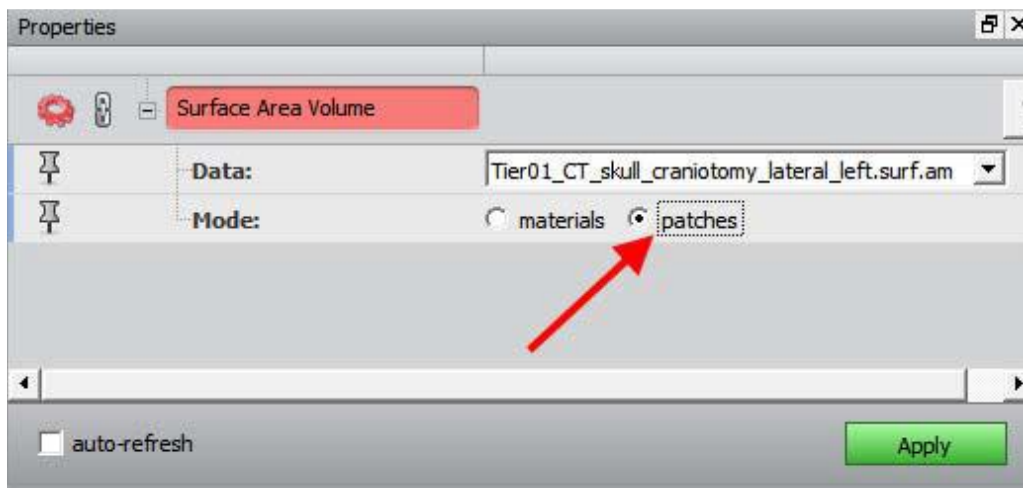 Properties
Surface Area Volume
Data: Tier01_CT_skull_craniotomy_lateral_left.surf.am
Mode: materials patches
auto-refresh Apply